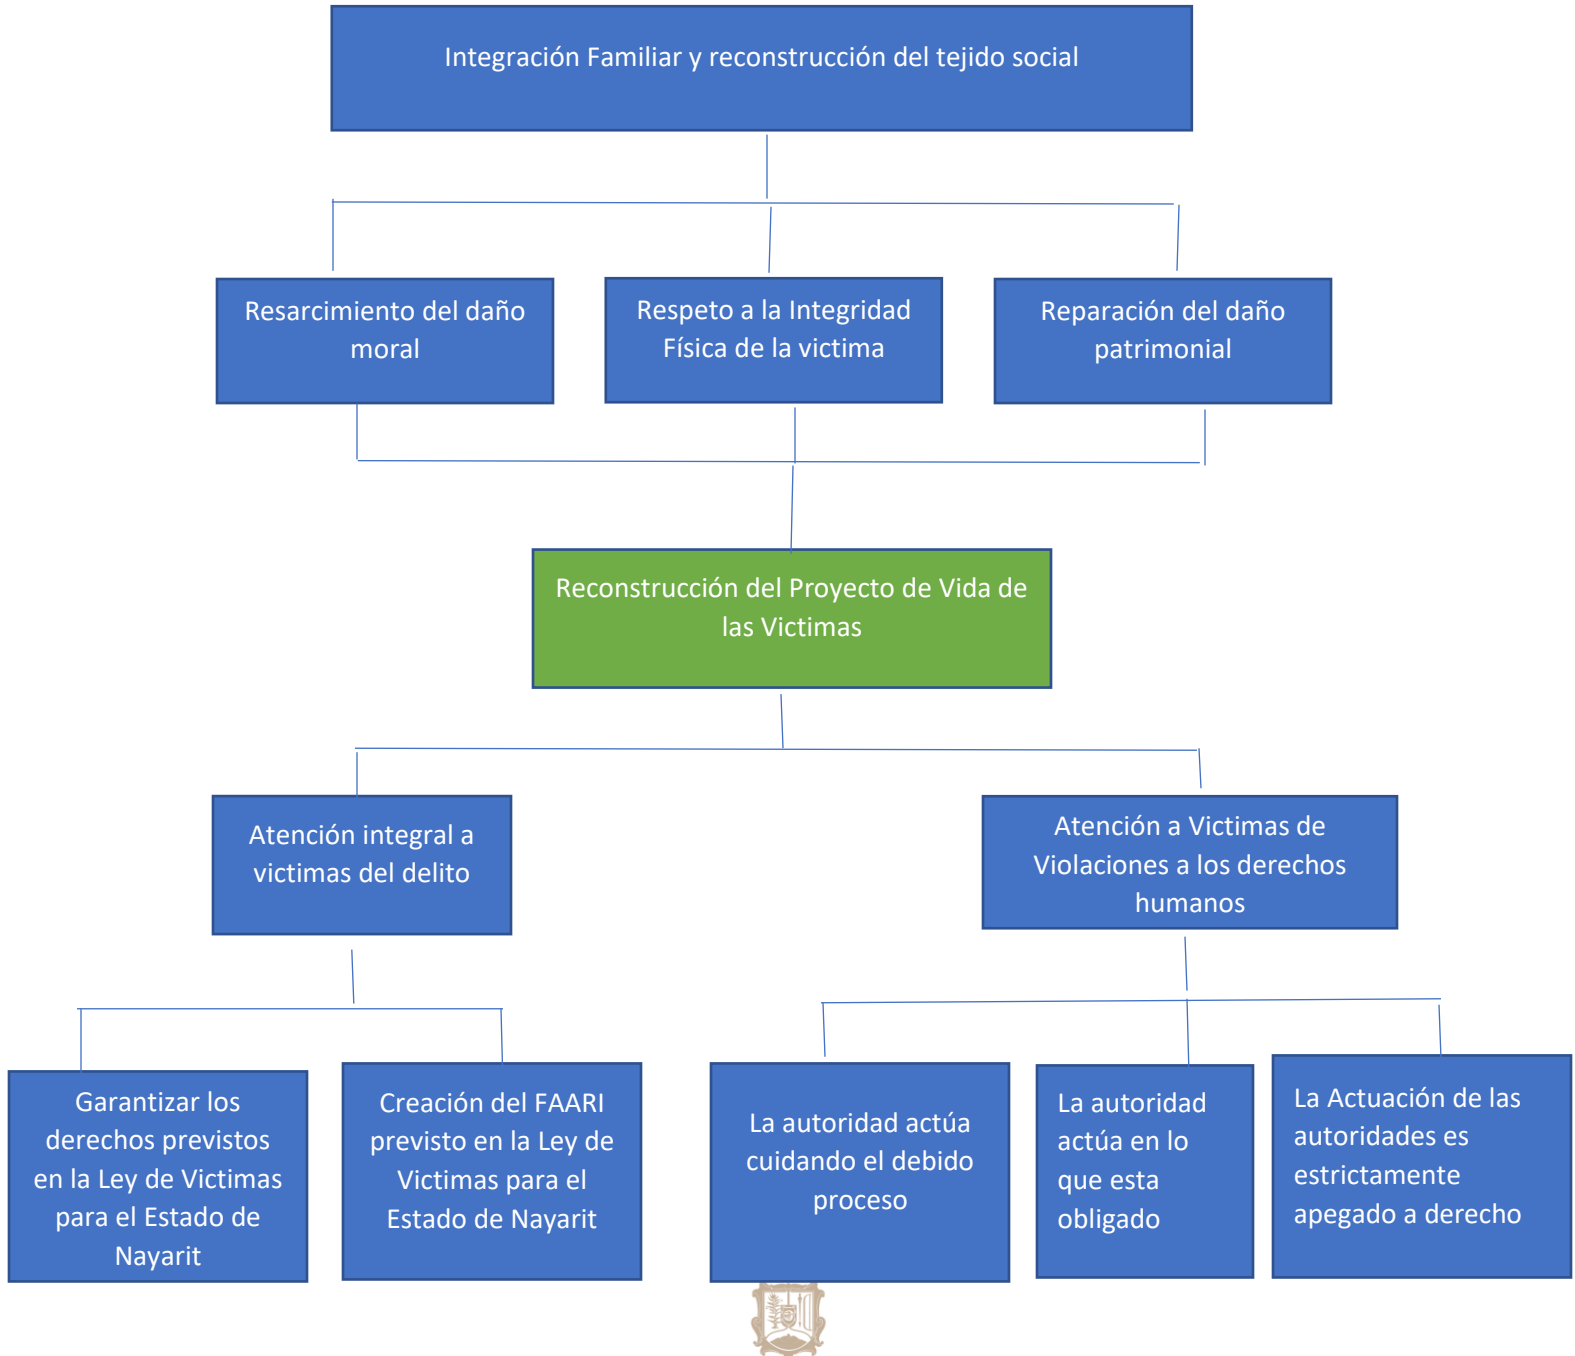 Integración Familiar y reconstrucción del tejido social
Resarcimiento del daño
moral
Respeto a la Integridad
Física de la victima
Reparación del daño
patrimonial
Reconstrucción del Proyecto de Vida de
las Victimas
Atención integral a
victimas del delito
Atención a Victimas de
Violaciones a los derechos
humanos
Garantizar los
derechos previstos
en la Ley de Victimas
para el Estado de
Nayarit
Creación del FAARI
previsto en la Ley de
Victimas para el
Estado de Nayarit
La autoridad actúa
cuidando el debido
proceso
La autoridad
actúa en lo
que esta
obligado
La Actuación de las
autoridades es
estrictamente
apegado a derecho